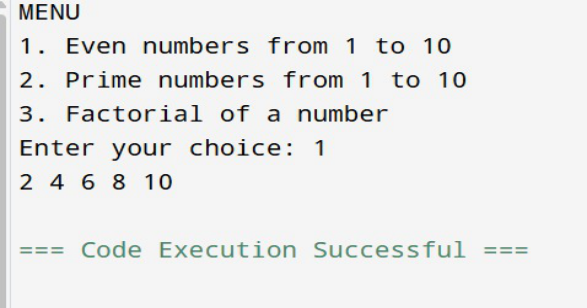 MENU
1. Even numbers from 1 to 10
2. Prime numbers from 1 to 10
3. Factorial of a number
Enter your choice: 1
2 4 6 8 10
=== Code Execution Successful ===